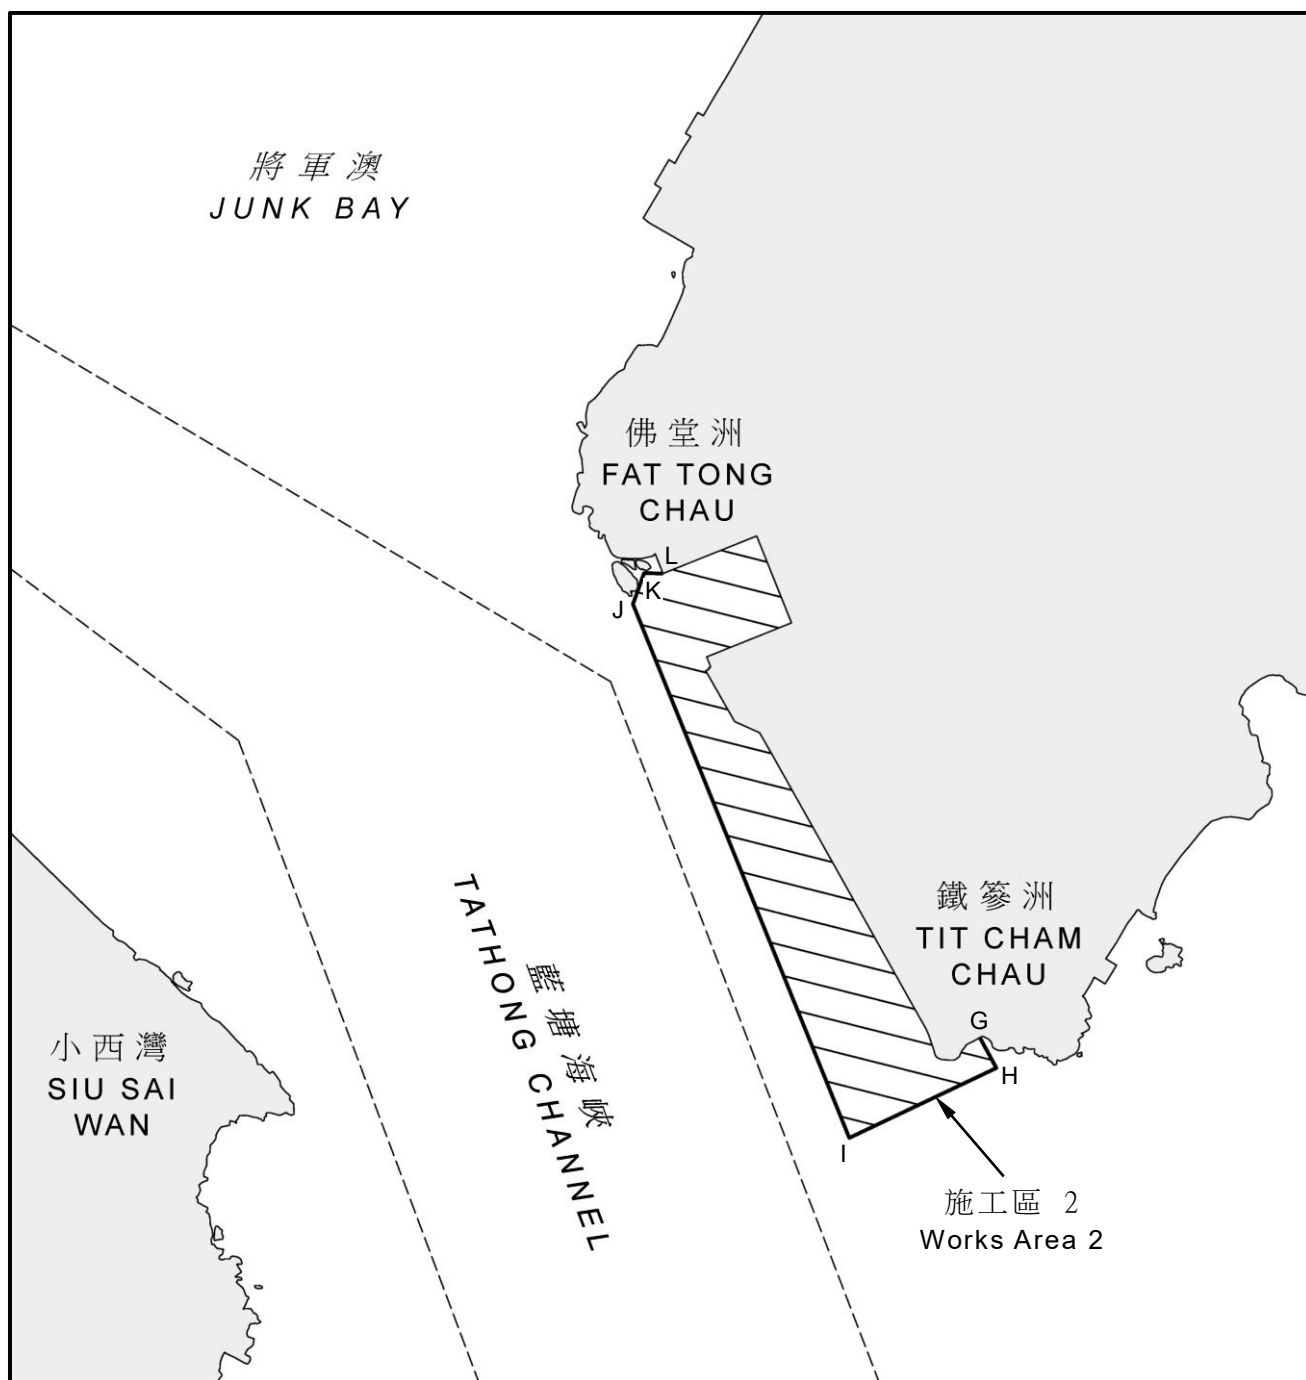 將軍澳
JUNK BAY
佛堂洲
FAT TONG
CHAU
L
K
J
藍塘海峽
TATHONG CHANNEL
鐵篸洲
TIT CHAM
CHAU
G
H
I
小西灣
SIU SAI
WAN
施工區 2
Works Area 2